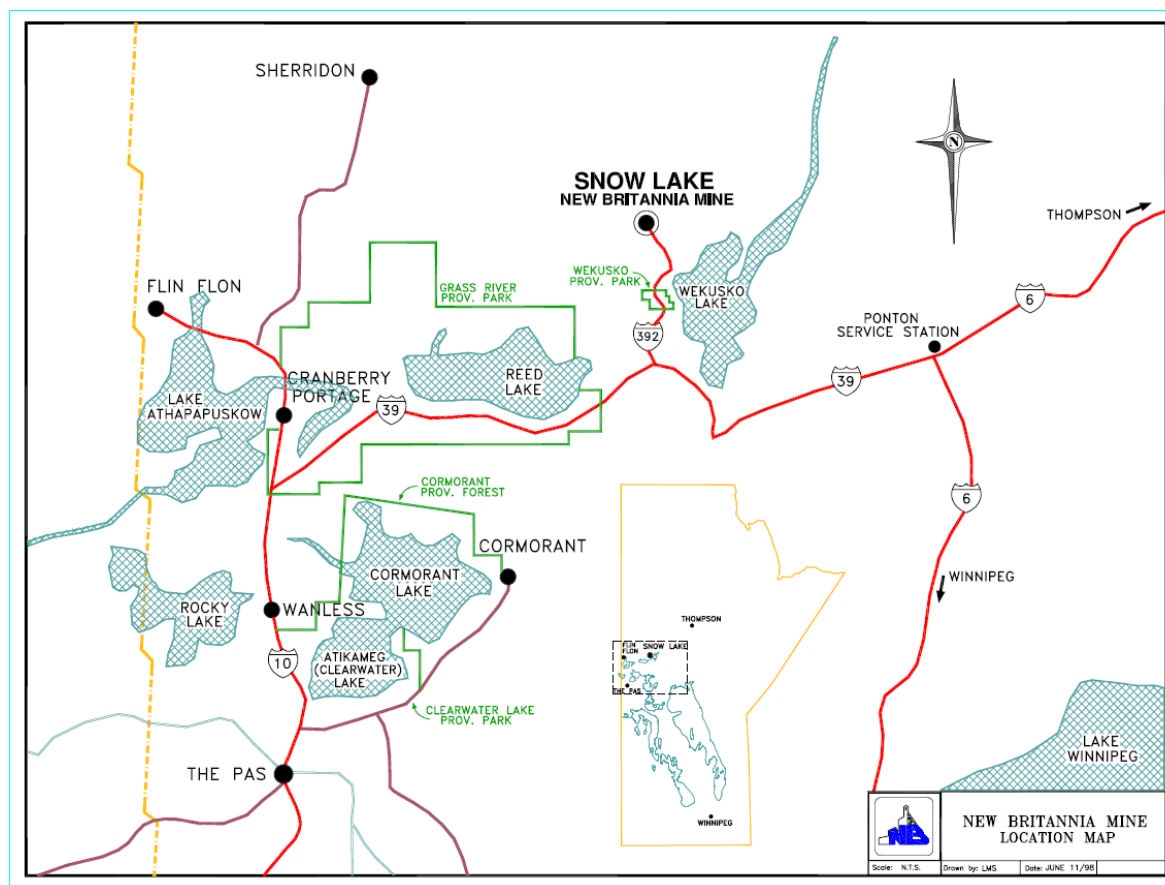 SHERRIDON
SNOW LAKE
NEW BRITANNIA MINE
N
THOMPSON
FLIN FLON
GRASS RIVER
PROV. PARK
WEKUSKO
PROV. PARK
WEKUSKO
LAKE
6
PONTON
SERVICE STATION
392
REED
LAKE
CRANBERRY
PORTAGE
LAKE
ATHAPAPUSKOW
39
39
CORMORANT
PROV. FOREST
6
CORMORANT
CORMORANT
LAKE
WINNIPEG
ROCKY
LAKE
WANLESS
10
ATIKAMEG
(CLEARWATER)
LAKE
CLEARWATER LAKE
PROV. PARK
THE PAS
THOMPSON
FLIN
FLON
SNOW LAKE
THE PAS
WINNIPEG
LAKE
WINNIPEG
NB
NEW BRITANNIA MINE
LOCATION MAP
Scale: N.T.S.
Drawn by: LMS
Date: JUNE 11/98